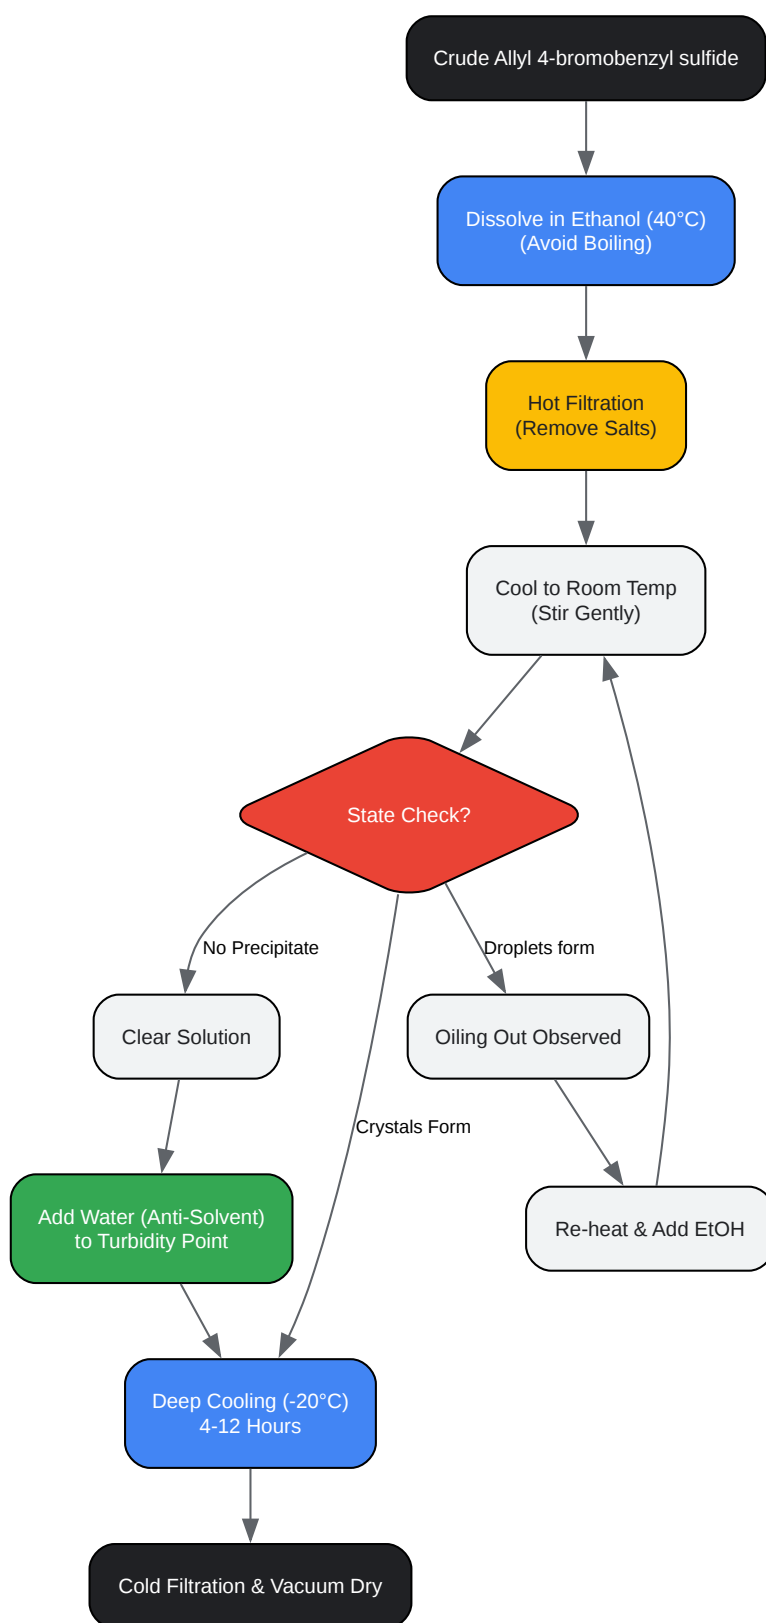 Crude Allyl 4-bromobenzyl sulfide
Dissolve in Ethanol (40°C)
(Avoid Boiling)
Hot Filtration
(Remove Salts)
Cool to Room Temp
(Stir Gently)
State Check?
No Precipitate
Droplets form
Clear Solution
Oiling Out Observed
Crystals Form
Add Water (Anti-Solvent)
to Turbidity Point
Re-heat & Add EtOH
Deep Cooling (-20°C)
4-12 Hours
Cold Filtration & Vacuum Dry